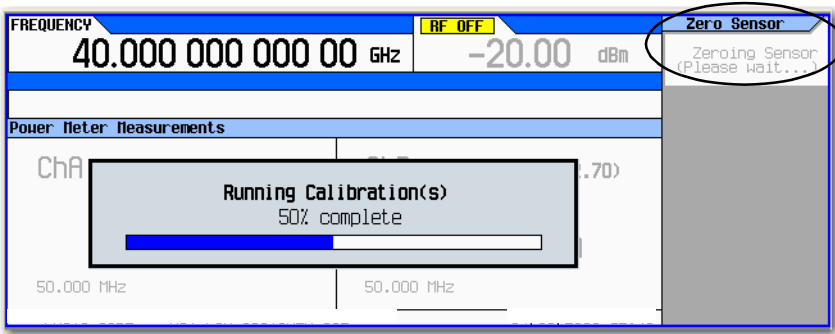 FREQUENCY
40.000 000 000 00 GHz
RF OFF
-20.00 dBm
Zero Sensor
Zeroing Sensor
(Please wait...)
Power Meter Measurements
ChA
.70)
Running Calibration(s)
50% complete
50.000 MHz
50.000 MHz